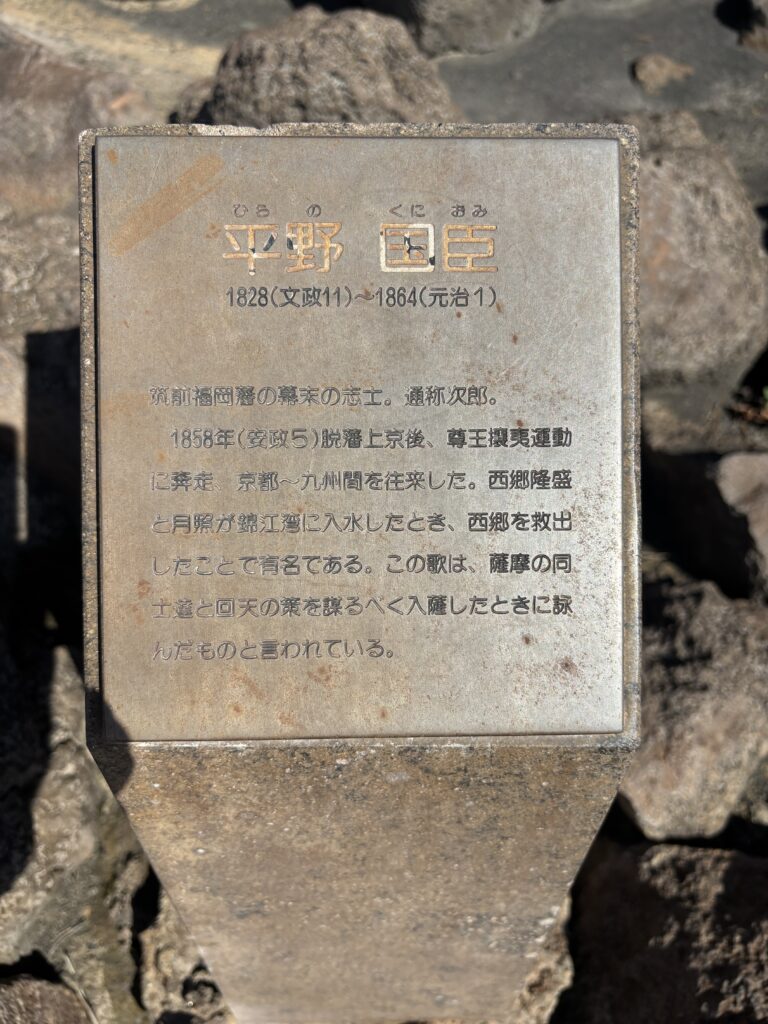 ひらの くにおみ
平野 国臣
1828(文政11)～1864(元治1)
筑前福岡藩の幕末の志士。通称次郎。
1858年(安政5)脱藩上京後、尊王攘夷運動
に奔走、京都～九州間を往来した。西郷隆盛
と月照が錦江湾に入水したとき、西郷を救出
したことで有名である。この歌は、薩摩の同
士達と回天の策を謀るべく入薩したときに詠
んだものと言われている。